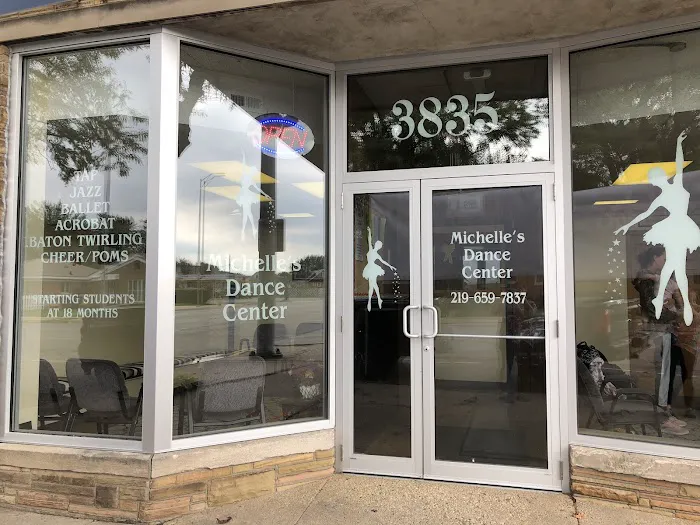 TAP
JAZZ
BALLET
ACROBAT
BATON TWIRLING
CHEER/POMS
STARTING STUDENTS
AT 18 MONTHS
OPEN
Michelle's
Dance
Center
3835
Michelle's
Dance
Center
219-659-7837